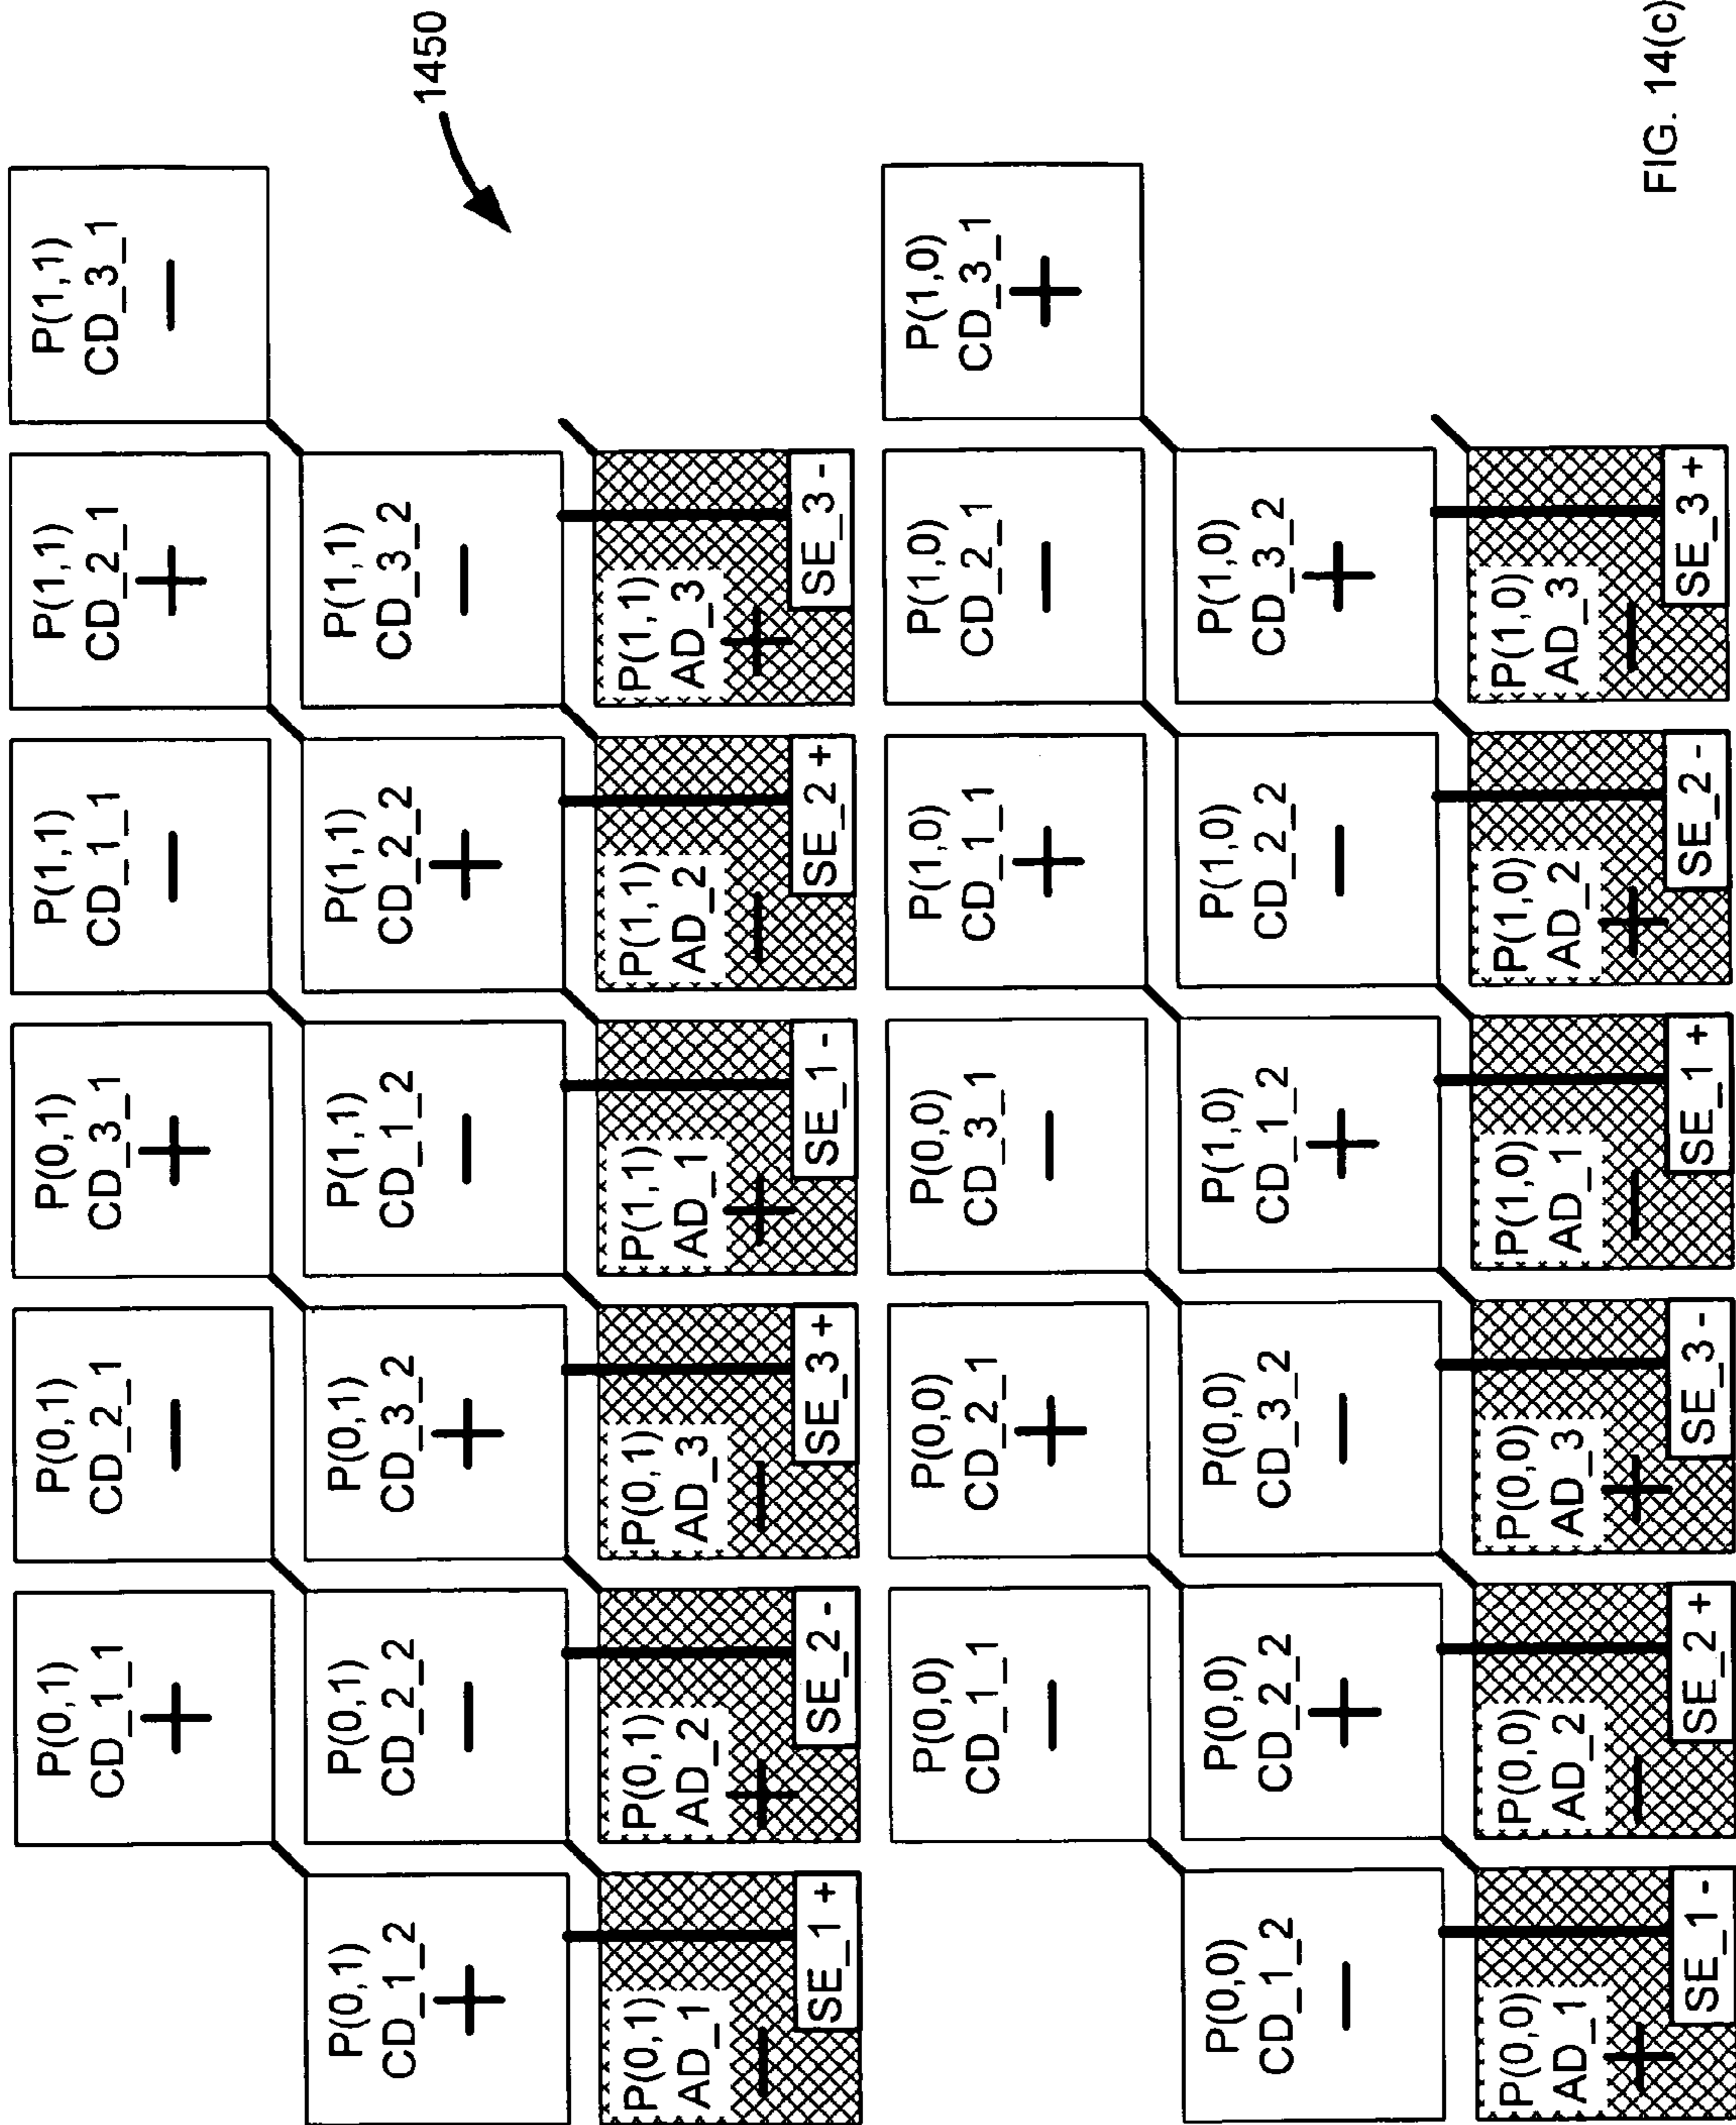 P(0,1)
CD_1_1
+
P(0,1)
CD_2_1
−
P(0,1)
CD_3_1
+
P(1,1)
CD_1_1
−
P(1,1)
CD_2_1
+
P(1,1)
CD_3_1
−
P(0,1)
CD_1_2
+
P(0,1)
CD_2_2
−
P(0,1)
CD_3_2
+
P(1,1)
CD_1_2
−
P(1,1)
CD_2_2
+
P(1,1)
CD_3_2
−
1450
P(0,1)
AD_1
−
SE_1 +
P(0,1)
AD_2
+
SE_2 -
P(0,1)
AD_3
−
SE_3 +
P(1,1)
AD_1
+
SE_1 -
P(1,1)
AD_2
−
SE_2 +
P(1,1)
AD_3
+
SE_3 -
P(0,0)
CD_1_1
−
P(0,0)
CD_2_1
+
P(0,0)
CD_3_1
−
P(1,0)
CD_1_1
+
P(1,0)
CD_2_1
−
P(1,0)
CD_3_1
+
P(0,0)
CD_1_2
−
P(0,0)
CD_2_2
+
P(0,0)
CD_3_2
−
P(1,0)
CD_1_2
+
P(1,0)
CD_2_2
−
P(1,0)
CD_3_2
+
P(0,0)
AD_1
+
SE_1 -
P(0,0)
AD_2
−
SE_2 +
P(0,0)
AD_3
+
SE_3 -
P(1,0)
AD_1
−
SE_1 +
P(1,0)
AD_2
+
SE_2 -
P(1,0)
AD_3
−
SE_3 +
FIG. 14(c)